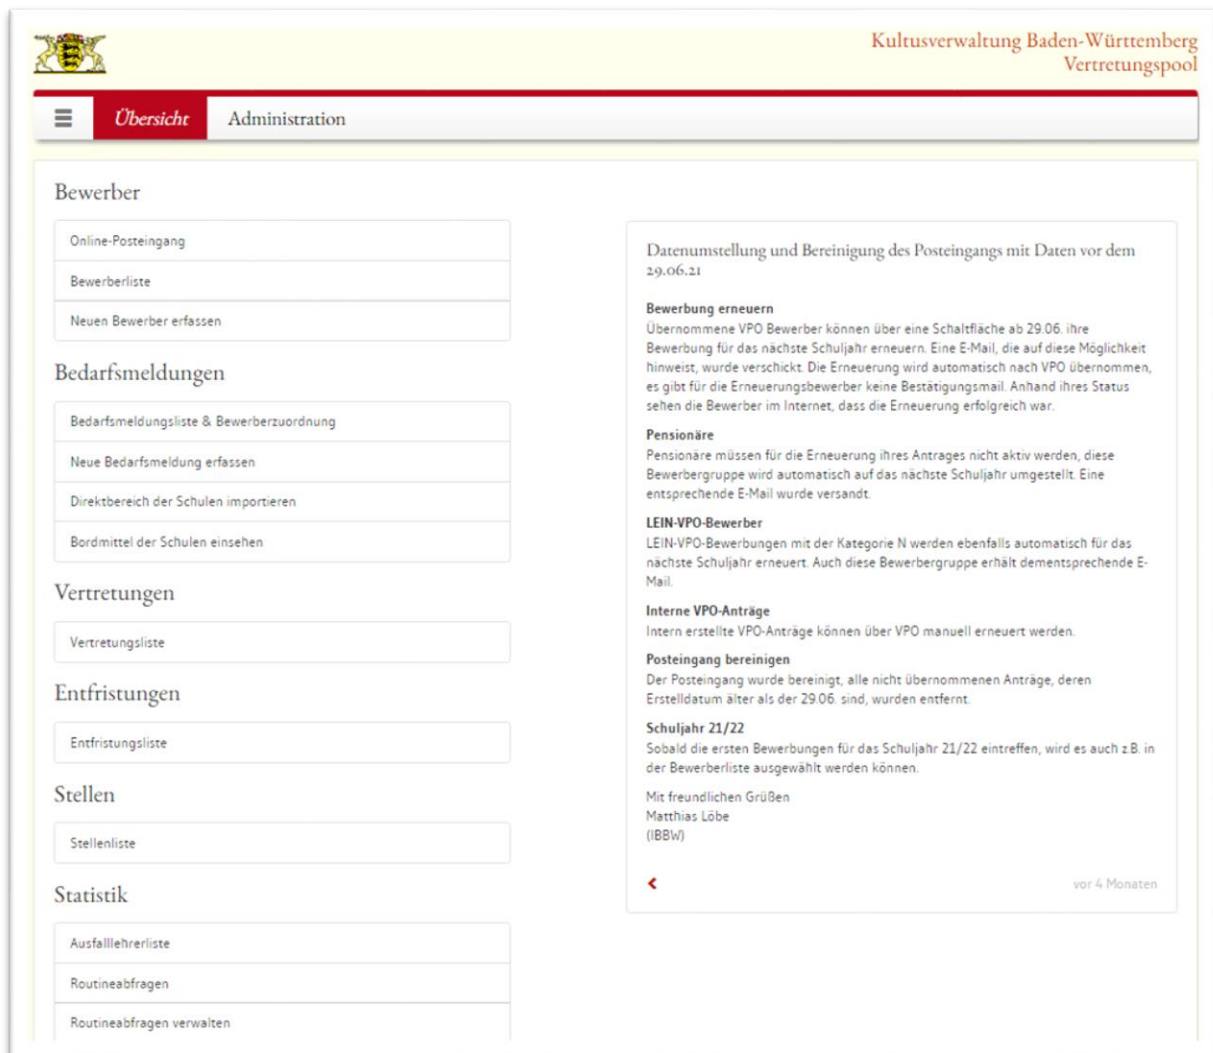 Kultusverwaltung Baden-Württemberg
Vertretungspool
Übersicht
Administration
Bewerber
Online-Posteingang
Bewerberliste
Neuen Bewerber erfassen
Bedarfsmeldungen
Bedarfsmeldungsliste & Bewerberzuordnung
Neue Bedarfsmeldung erfassen
Direktbereich der Schulen importieren
Bordmittel der Schulen einsehen
Vertretungen
Vertretungsliste
Entfristungen
Entfristungsliste
Stellen
Stellenliste
Statistik
Ausfalllehrerliste
Routineabfragen
Routineabfragen verwalten
Datenumstellung und Bereinigung des Posteingangs mit Daten vor dem
29.06.21
Bewerbung erneuern
Übernommene VPO Bewerber können über eine Schaltfläche ab 29.06. ihre
Bewerbung für das nächste Schuljahr erneuern. Eine E-Mail, die auf diese Möglichkeit
hinweist, wurde verschickt. Die Erneuerung wird automatisch nach VPO übernommen,
es gibt für die Erneuerungsbewerber keine Bestätigungsmail. Anhand ihres Status
sehen die Bewerber im Internet, dass die Erneuerung erfolgreich war.
Pensionäre
Pensionäre müssen für die Erneuerung ihres Antrages nicht aktiv werden, diese
Bewerbergruppe wird automatisch auf das nächste Schuljahr umgestellt. Eine
entsprechende E-Mail wurde versandt.
LEIN-VPO-Bewerber
LEIN-VPO-Bewerbungen mit der Kategorie N werden ebenfalls automatisch für das
nächste Schuljahr erneuert. Auch diese Bewerbergruppe erhält dementsprechende E-
Mail.
Interne VPO-Anträge
Intern erstellte VPO-Anträge können über VPO manuell erneuert werden.
Posteingang bereinigen
Der Posteingang wurde bereinigt, alle nicht übernommenen Anträge, deren
Erstelldatum älter als der 29.06. sind, wurden entfernt.
Schuljahr 21/22
Sobald die ersten Bewerbungen für das Schuljahr 21/22 eintreffen, wird es auch z.B. in
der Bewerberliste ausgewählt werden können.
Mit freundlichen Grüßen
Matthias Löbe
(IBBW)
vor 4 Monaten